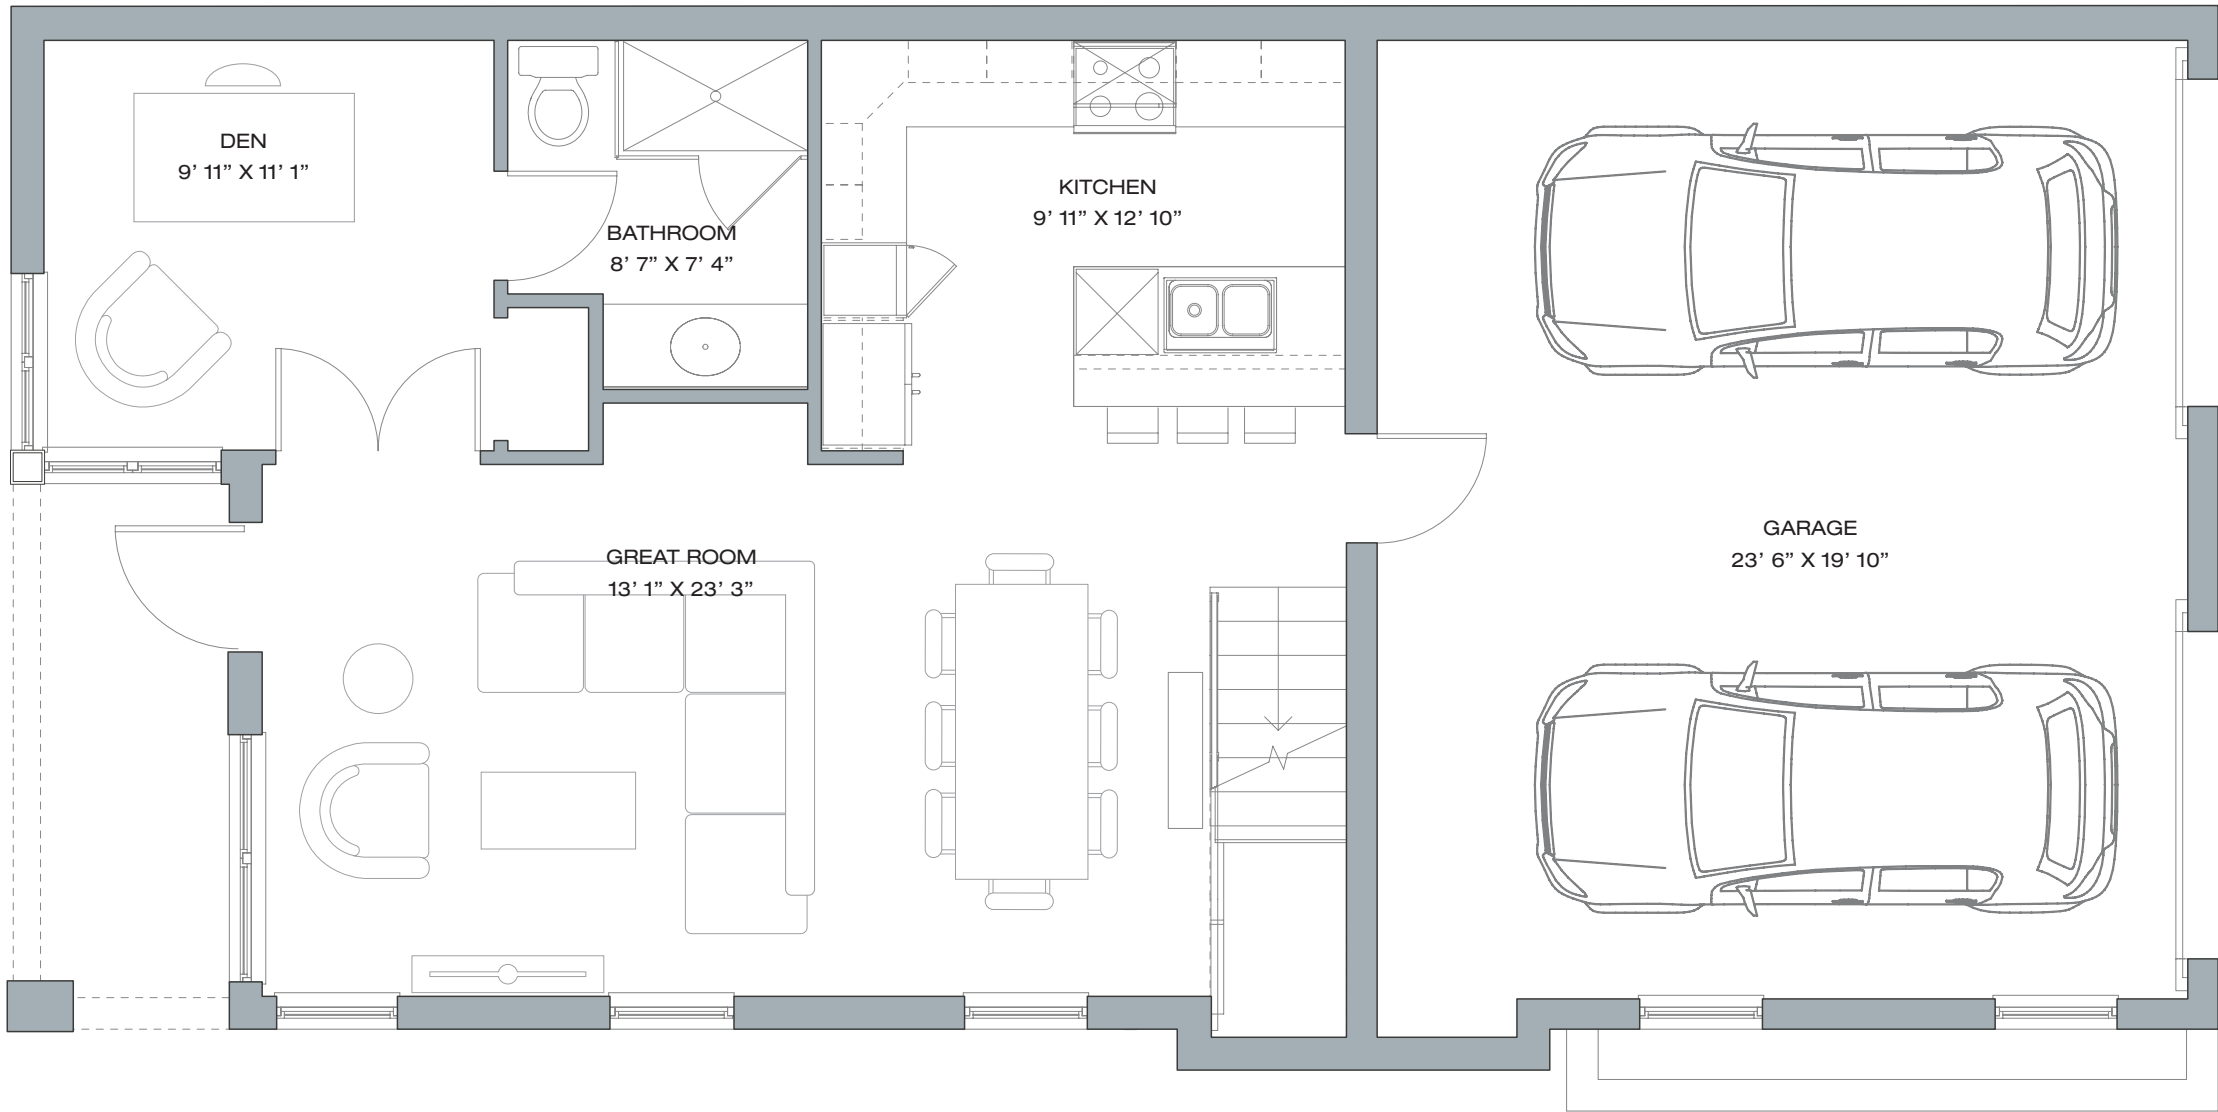 DEN
9’ 11” X 11’ 1”
BATHROOM
8’ 7” X 7’ 4”
KITCHEN
9’ 11” X 12’ 10”
GREAT ROOM
13’ 1” X 23’ 3”
GARAGE
23’ 6” X 19’ 10”